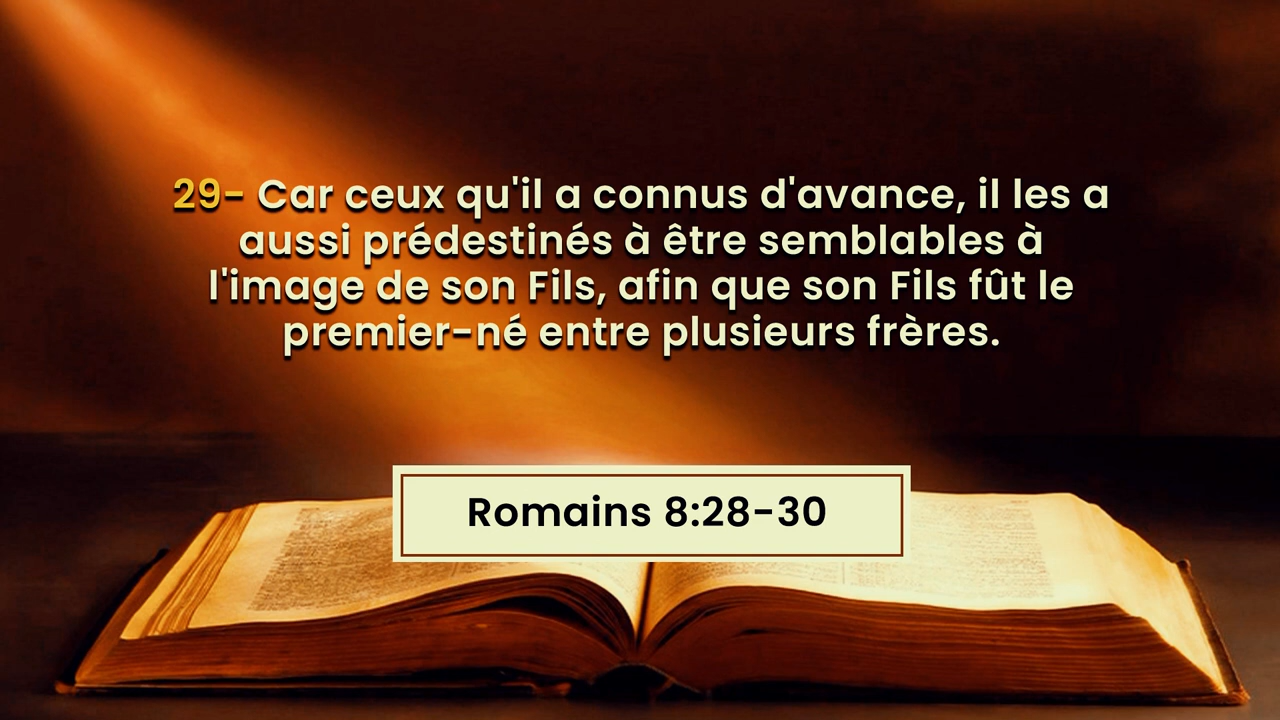 29- Car ceux qu'il a connus d'avance, il les a
aussi prédestinés à être semblables à
l'image de son Fils, afin que son Fils fût le
premier-né entre plusieurs frères.
Romains 8:28-30